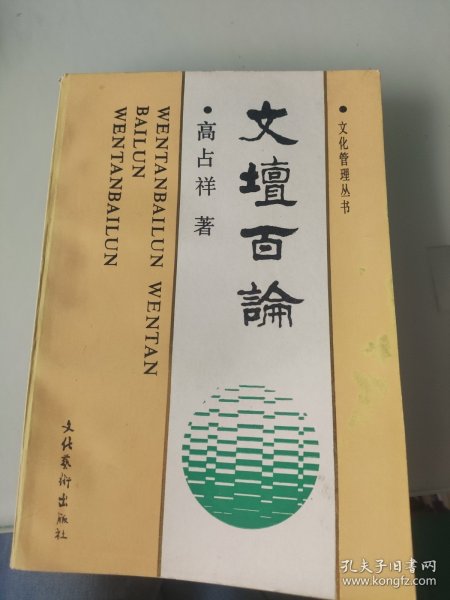 文化管理丛书
文壇百論
高占祥 著
WENTANBAILUN WENTAN
BAILUN
WENTANBAILUN
文化藝術出版社
孔夫子旧书网
www.kongfz.com